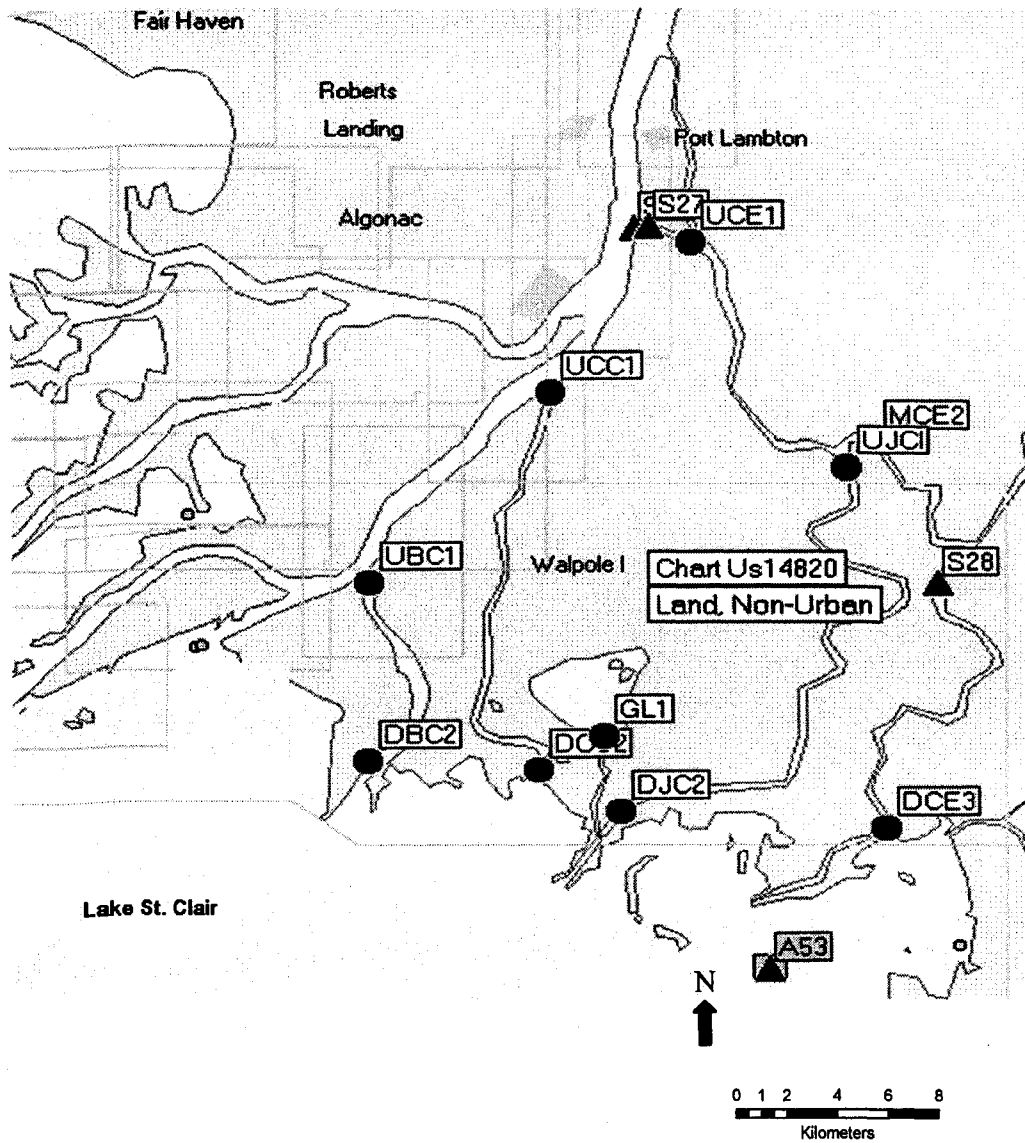 Fair Haven
Roberts
Landing
Port Lambton
Algonac
S27
UCE1
UCC1
MCE2
UJC1
UBC1
Walpole I
Chart Us14820
S28
Land, Non-Urban
GL1
DBC2
DJC2
DCE3
Lake St. Clair
A53
N
0 1 2 4 6 8
Kilometers